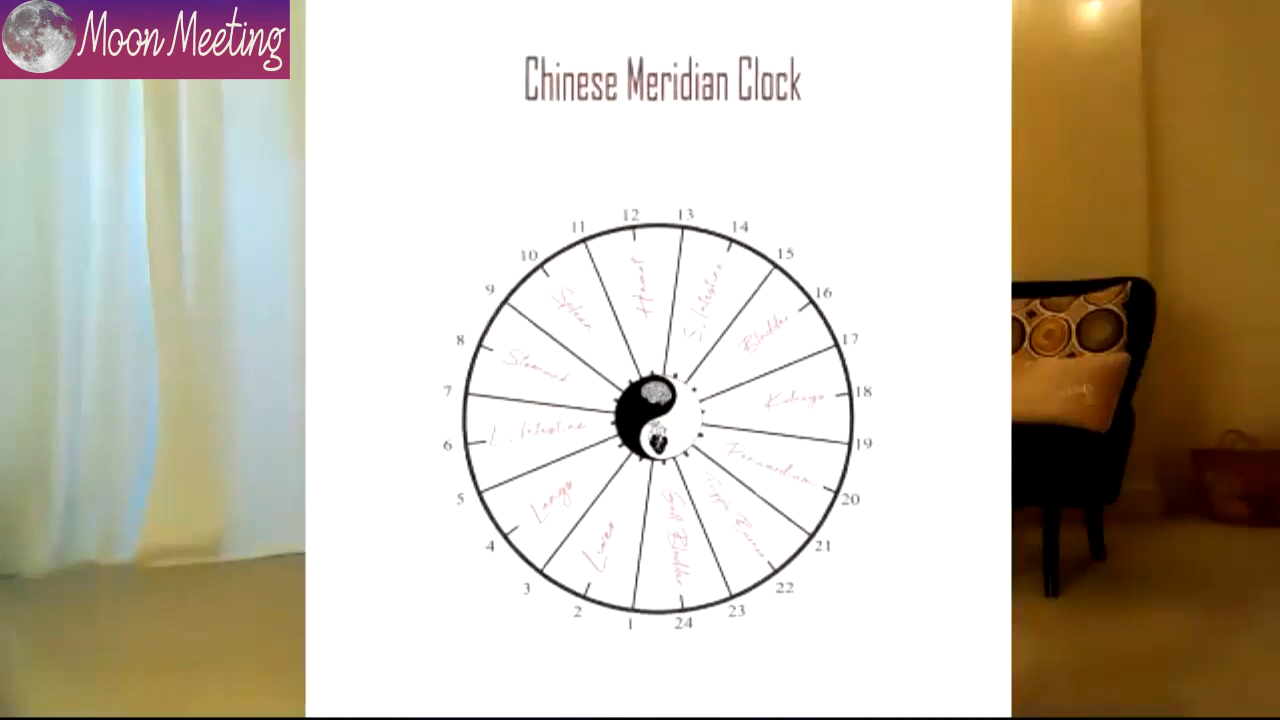 Moon Meeting
Chinese Meridian Clock
12
13
11
14
10
15
9
16
8
17
7
18
6
19
5
20
4
21
3
22
2
23
1
24
Heart
S. Intestine
Spleen
Bladder
Stomach
Kidneys
L. Intestine
Pericardium
Lungs
Liver
Gall Bladder